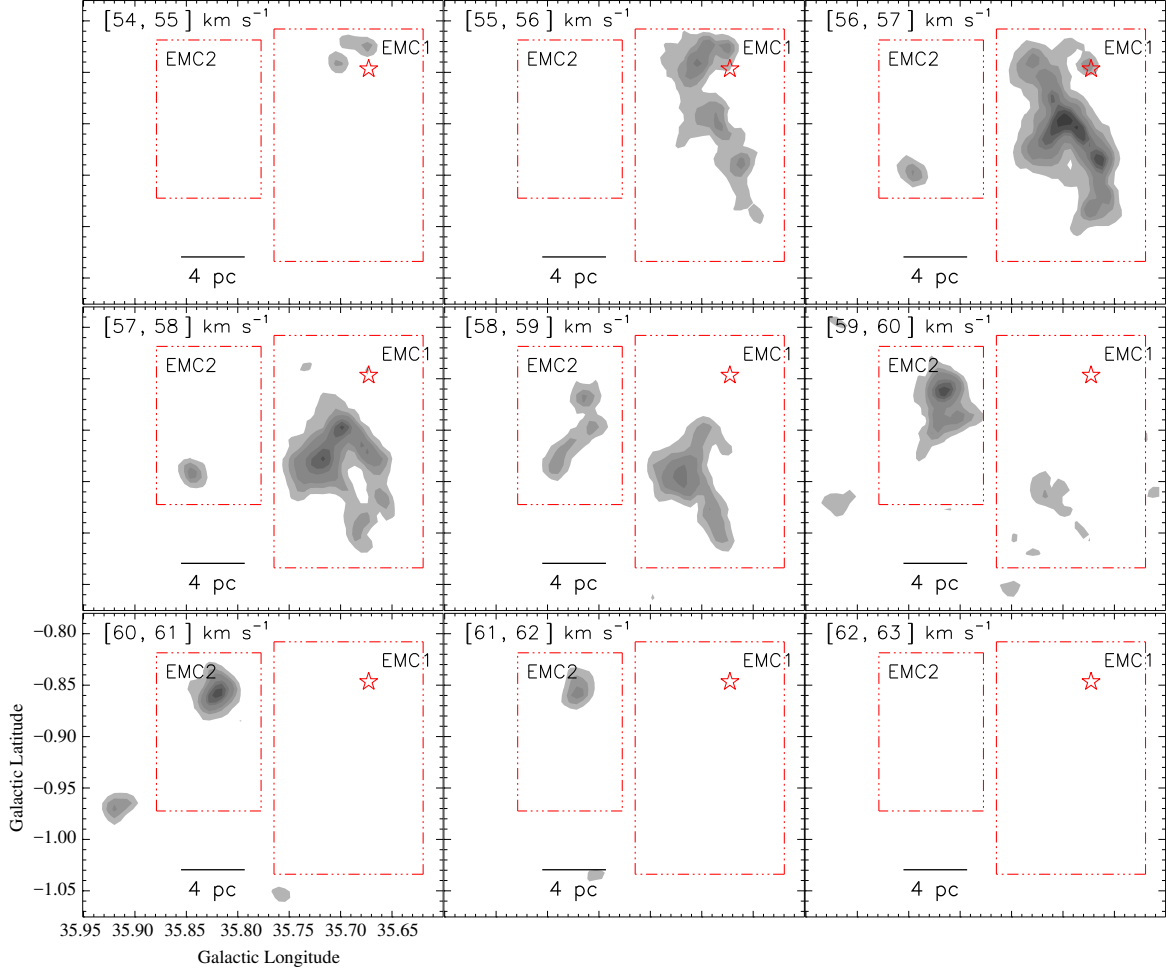 [54, 55] km s⁻¹
EMC2
EMC1
4 pc
[55, 56] km s⁻¹
EMC2
EMC1
4 pc
[56, 57] km s⁻¹
EMC2
EMC1
4 pc
[57, 58] km s⁻¹
EMC2
EMC1
4 pc
[58, 59] km s⁻¹
EMC2
EMC1
4 pc
[59, 60] km s⁻¹
EMC2
EMC1
4 pc
[60, 61] km s⁻¹
EMC2
EMC1
4 pc
[61, 62] km s⁻¹
EMC2
EMC1
4 pc
[62, 63] km s⁻¹
EMC2
EMC1
4 pc
−0.80
−0.85
−0.90
−0.95
−1.00
−1.05
Galactic Latitude
35.95 35.90 35.85 35.80 35.75 35.70 35.65
Galactic Longitude